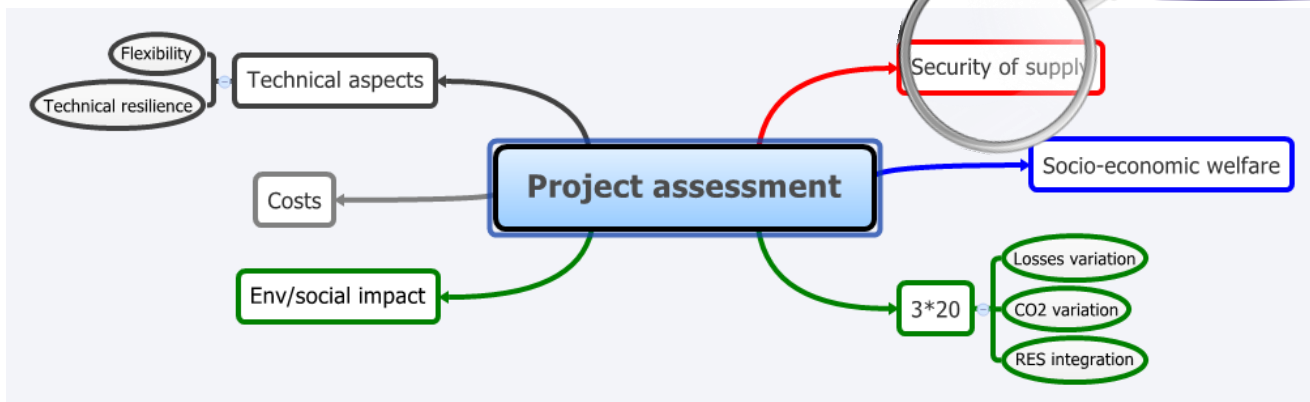 Flexibility
Technical resilience
Technical aspects
Security of supply
Project assessment
Socio-economic welfare
Costs
Env/social impact
3*20
Losses variation
CO2 variation
RES integration